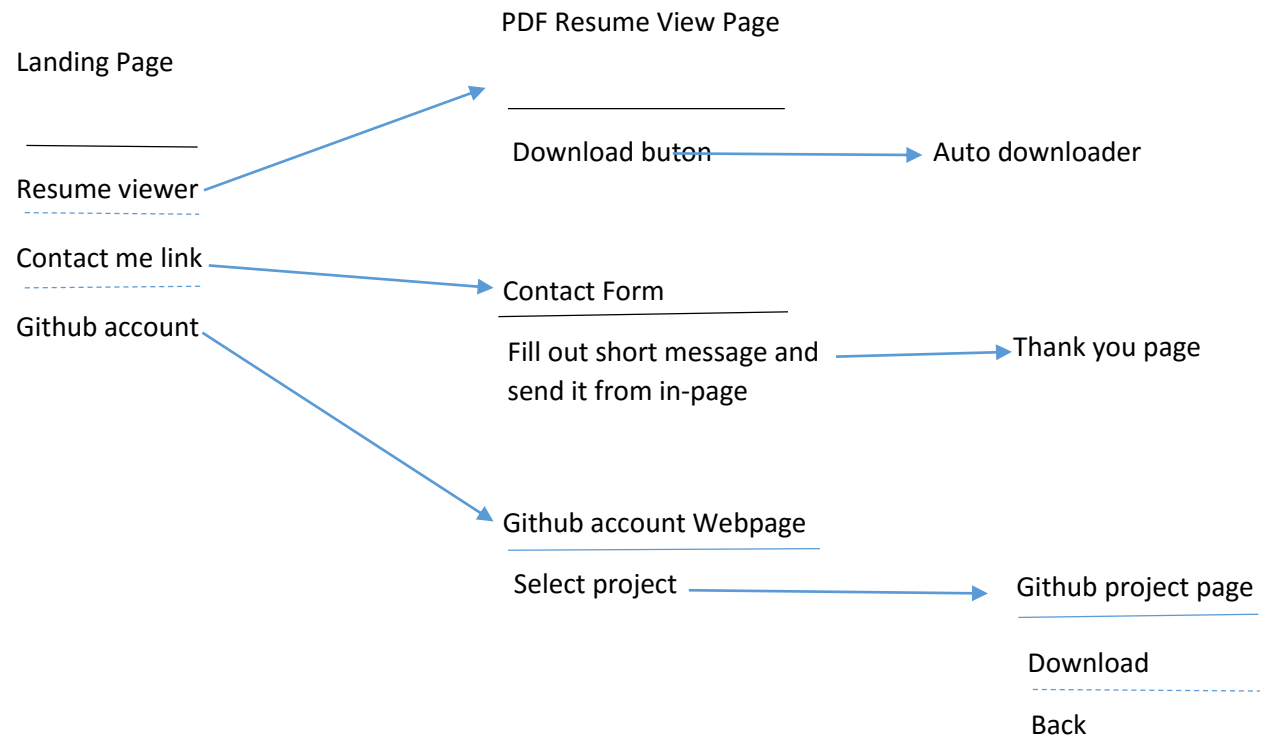 PDF Resume View Page
Landing Page
Download buton
Auto downloader
Resume viewer
Contact me link
Contact Form
Github account
Fill out short message and
send it from in-page
Thank you page
Github account Webpage
Select project
Github project page
Download
Back